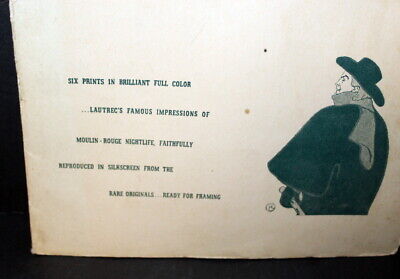 SIX PRINTS IN BRILLIANT FULL COLOR
...LAUTREC'S FAMOUS IMPRESSIONS OF
MOULIN-ROUGE NIGHTLIFE, FAITHFULLY
REPRODUCED IN SILKSCREEN FROM THE
RARE ORIGINALS...READY FOR FRAMING